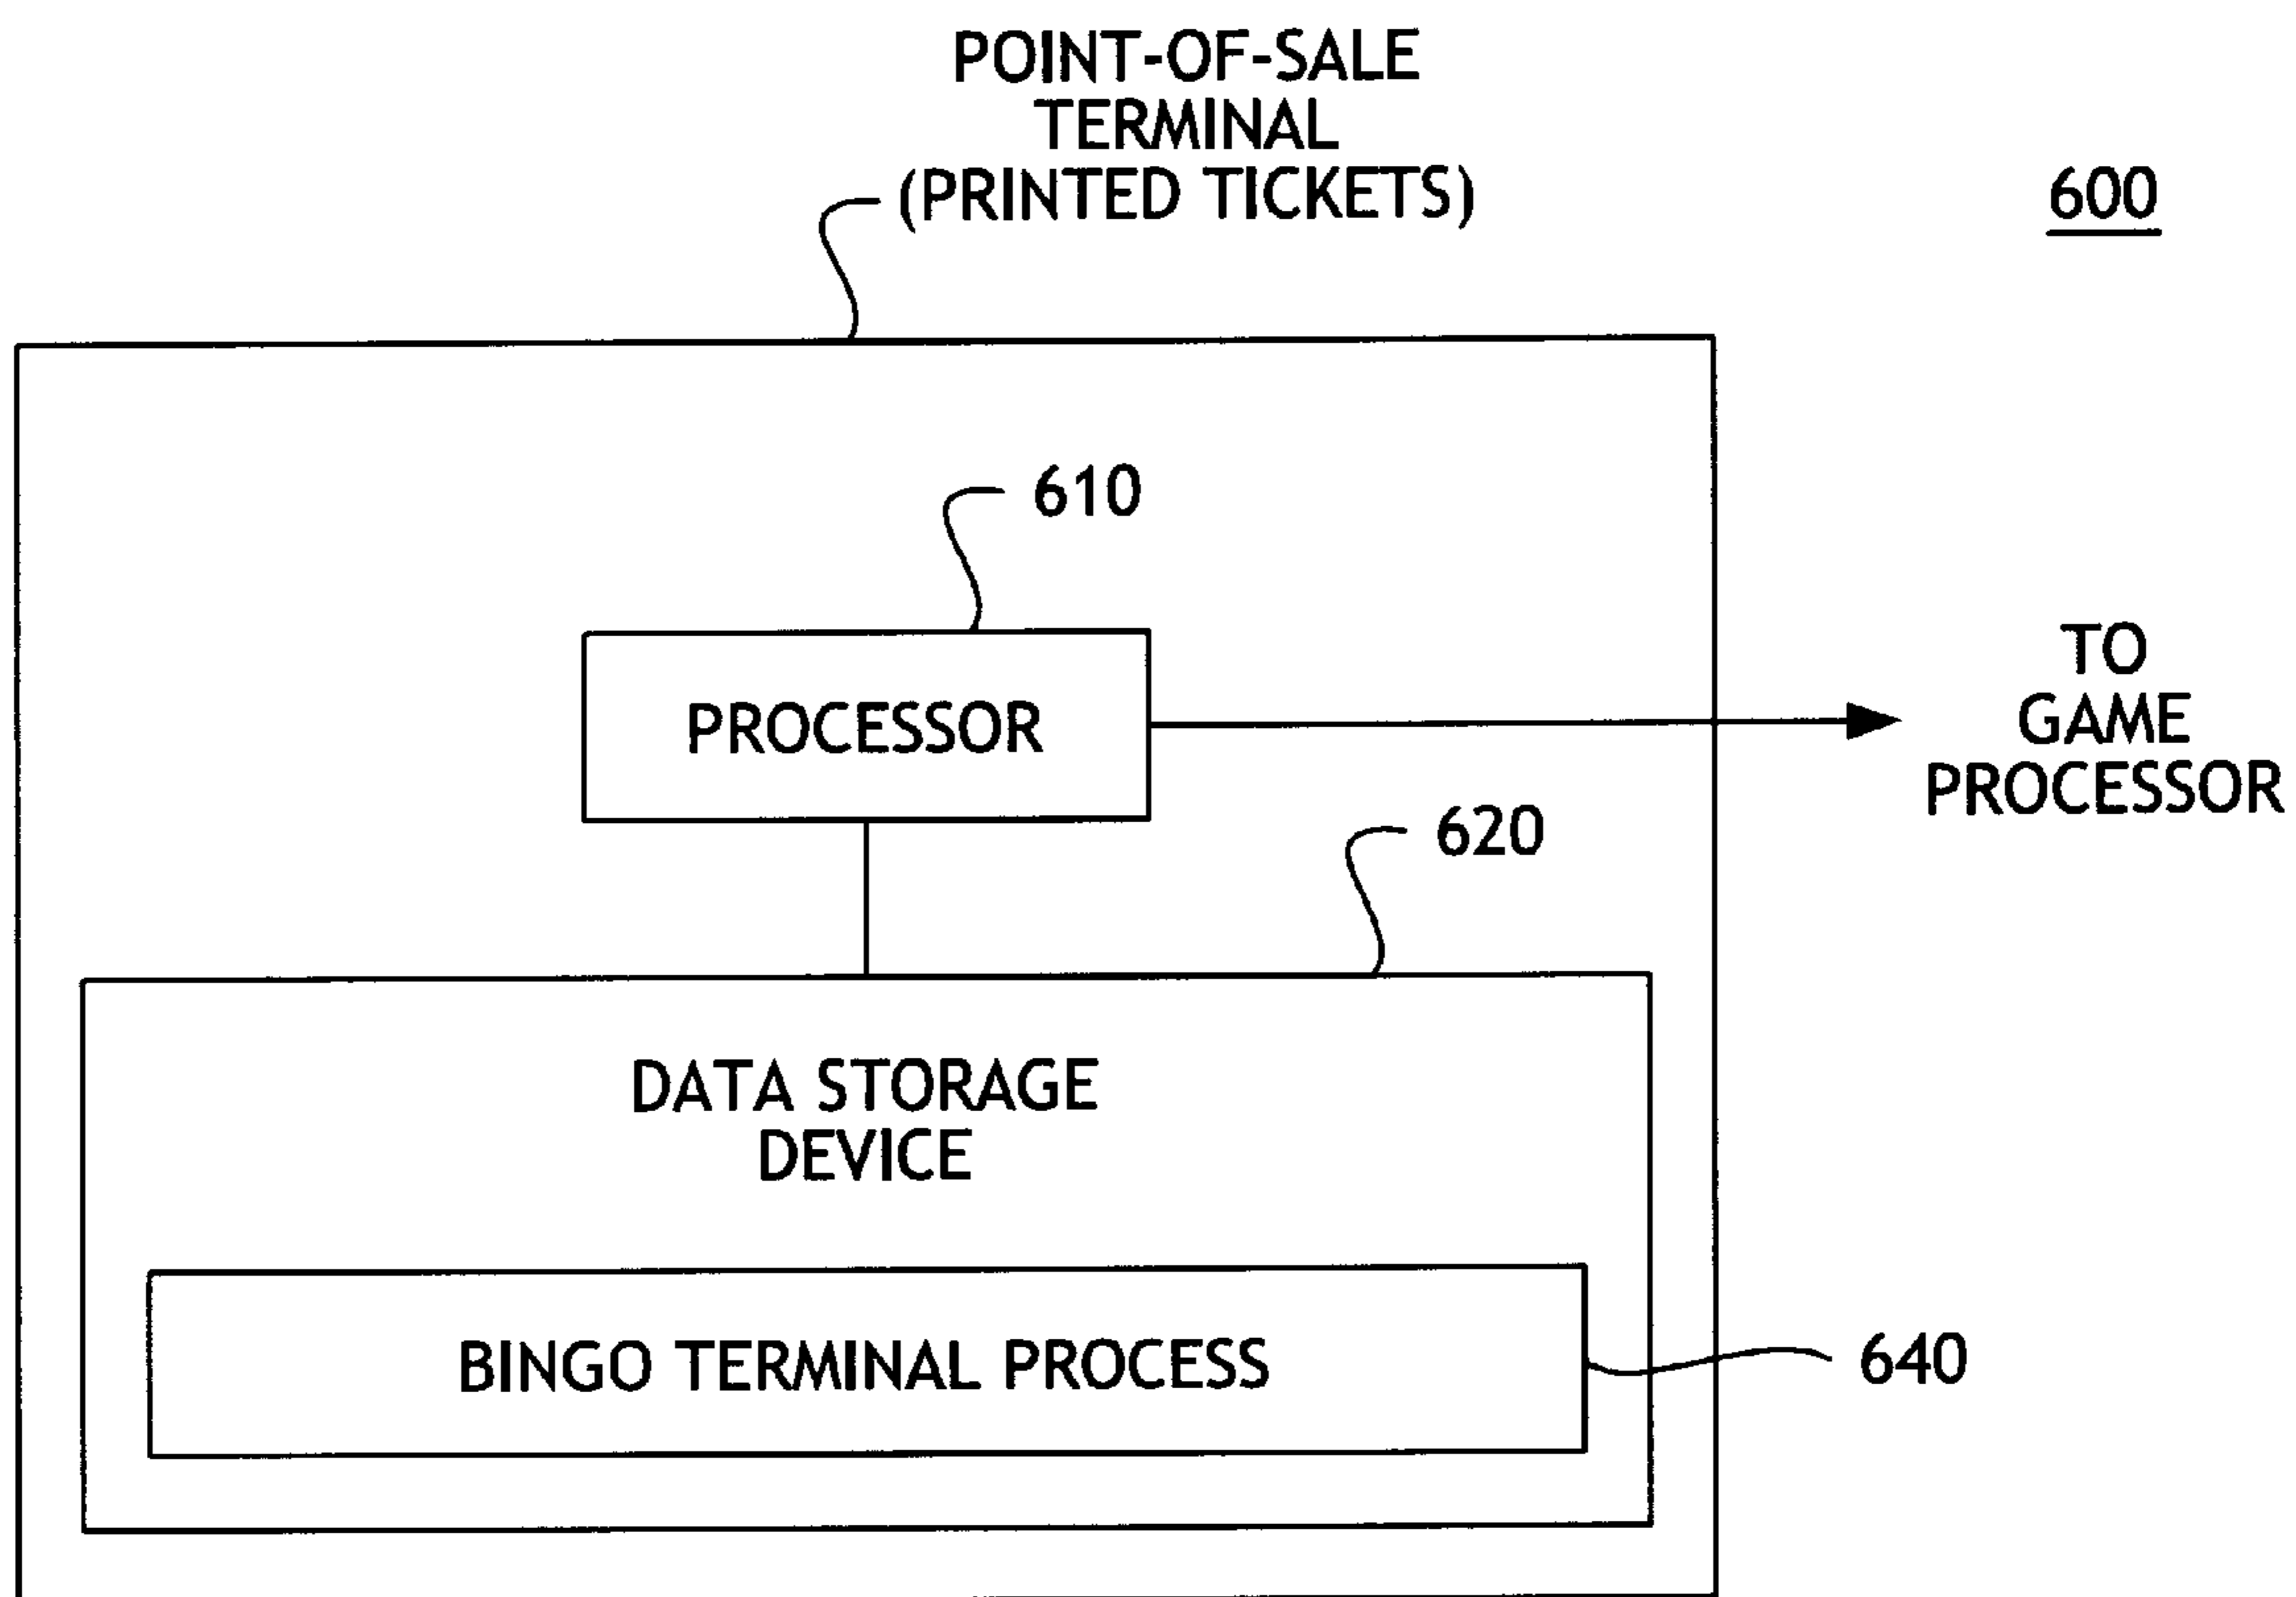 POINT-OF-SALE
TERMINAL
(PRINTED TICKETS)
600
610
PROCESSOR
TO
GAME
PROCESSOR
620
DATA STORAGE
DEVICE
BINGO TERMINAL PROCESS
640